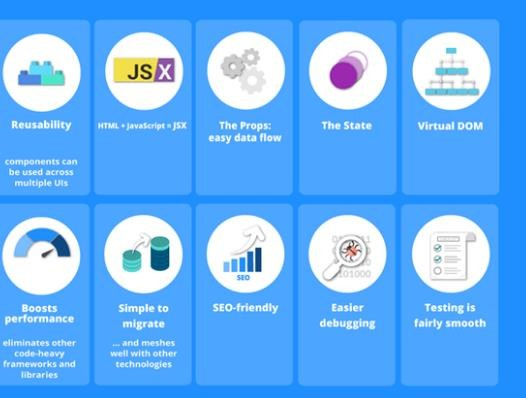 JSX
Reusability
HTML + JavaScript = JSX
The Props:
easy data flow
The State
Virtual DOM
components can
be used across
multiple UIs
SEO
Boosts
performance
Simple to
migrate
SEO-friendly
Easier
debugging
Testing is
fairly smooth
eliminates other
code-heavy
frameworks and
libraries
... and meshes
well with other
technologies